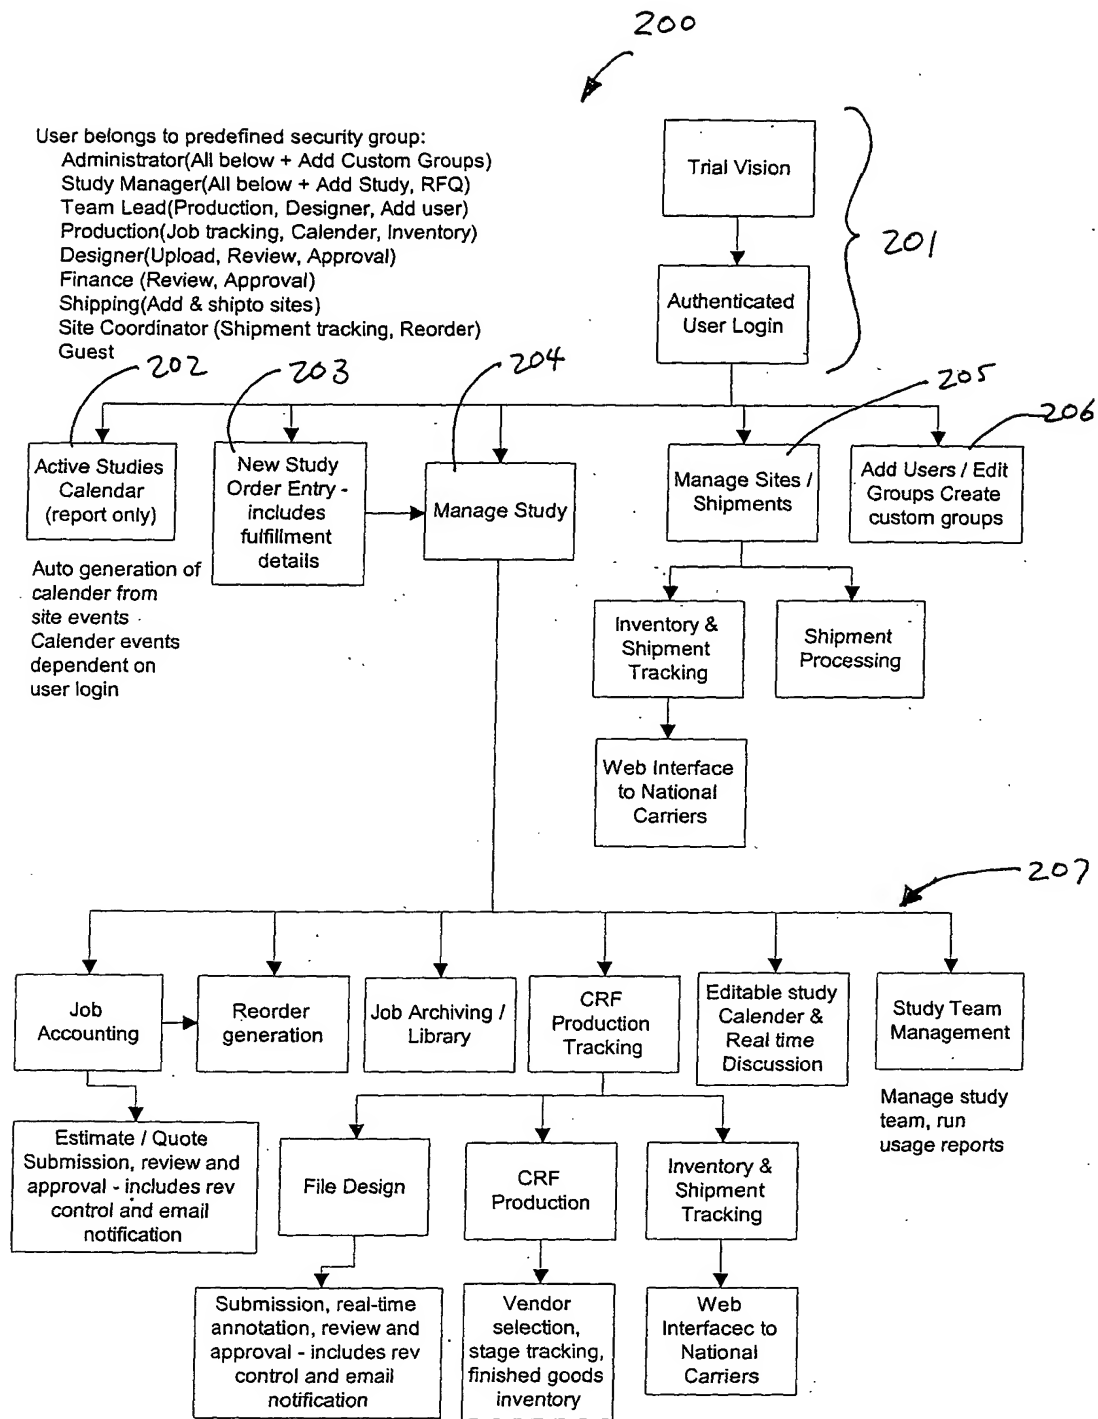 200
User belongs to predefined security group:
Administrator(All below + Add Custom Groups)
Study Manager(All below + Add Study, RFQ)
Team Lead(Production, Designer, Add user)
Production(Job tracking, Calender, Inventory)
Designer(Upload, Review, Approval)
Finance (Review, Approval)
Shipping(Add & shipto sites)
Site Coordinator (Shipment tracking, Reorder)
Guest
Trial Vision
201
Authenticated
User Login
202
203
204
205
206
Active Studies
Calendar
(report only)
New Study
Order Entry -
includes
fulfillment
details
Manage Study
Manage Sites /
Shipments
Add Users / Edit
Groups Create
custom groups
Auto generation of
calender from
site events
Calender events
dependent on
user login
Inventory &
Shipment
Tracking
Shipment
Processing
Web Interface
to National
Carriers
207
Job
Accounting
Reorder
generation
Job Archiving /
Library
CRF
Production
Tracking
Editable study
Calender &
Real time
Discussion
Study Team
Management
Manage study
team, run
usage reports
Estimate / Quote
Submission, review and
approval - includes rev
control and email
notification
File Design
CRF
Production
Inventory &
Shipment
Tracking
Submission, real-time
annotation, review and
approval - includes rev
control and email
notification
Vendor
selection,
stage tracking,
finished goods
inventory
Web
Interfacec to
National
Carriers